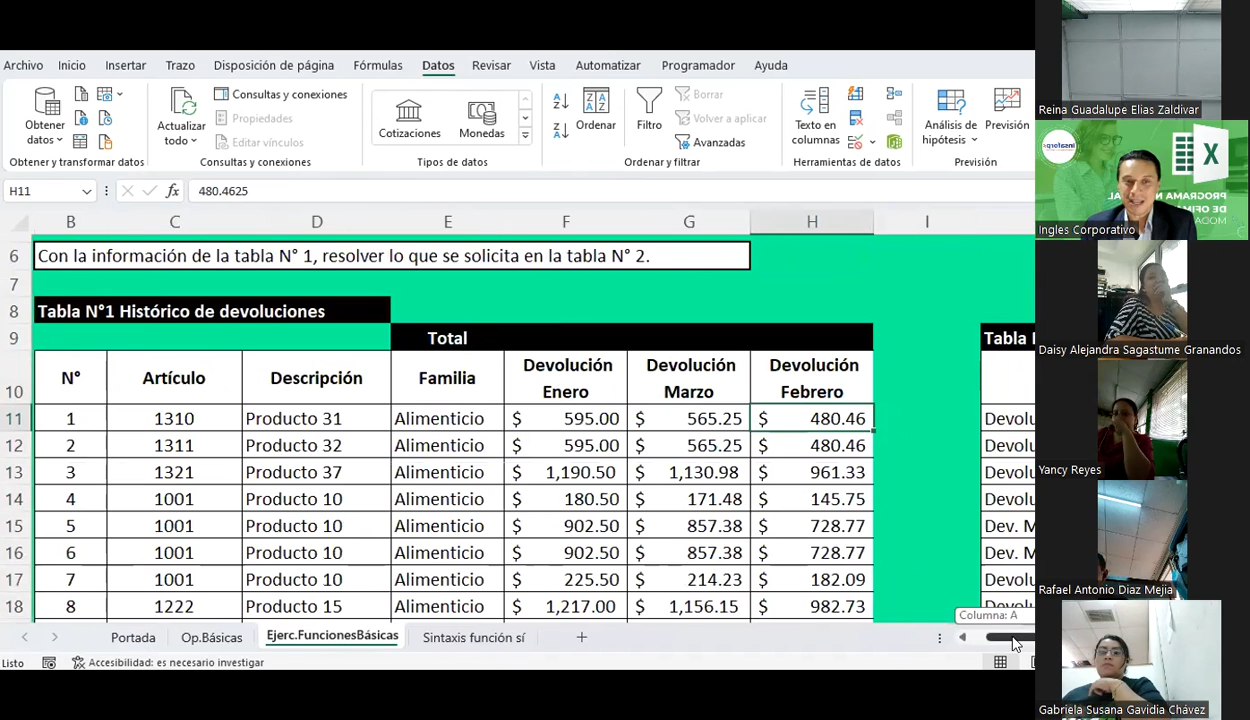 Archivo Inicio Insertar Trazo Disposición de página Fórmulas Datos Revisar Vista Automatizar Programador Ayuda
Obtener datos
Actualizar todo
Consultas y conexiones
Propiedades
Editar vínculos
Cotizaciones
Monedas
Ordenar
Filtro
Borrar
Volver a aplicar
Avanzadas
Texto en columnas
Análisis de hipótesis
Previsión
Obtener y transformar datos Consultas y conexiones Tipos de datos Ordenar y filtrar Herramientas de datos Previsión
H11 fx 480.4625
B C D E F G H I
6 Con la información de la tabla N° 1, resolver lo que se solicita en la tabla N° 2.
7
8 Tabla N°1 Histórico de devoluciones
9 Total Tabla
10 N° Artículo Descripción Familia Devolución Enero Devolución Marzo Devolución Febrero
11 1 1310 Producto 31 Alimenticio $ 595.00 $ 565.25 $ 480.46 Devolu
12 2 1311 Producto 32 Alimenticio $ 595.00 $ 565.25 $ 480.46 Devolu
13 3 1321 Producto 37 Alimenticio $ 1,190.50 $ 1,130.98 $ 961.33 Devolu
14 4 1001 Producto 10 Alimenticio $ 180.50 $ 171.48 $ 145.75 Devolu
15 5 1001 Producto 10 Alimenticio $ 902.50 $ 857.38 $ 728.77 Dev. M
16 6 1001 Producto 10 Alimenticio $ 902.50 $ 857.38 $ 728.77 Dev. M
17 7 1001 Producto 10 Alimenticio $ 225.50 $ 214.23 $ 182.09 Devolu
18 8 1222 Producto 15 Alimenticio $ 1,217.00 $ 1,156.15 $ 982.73
Columna: A
Portada Op.Básicas Ejerc.FuncionesBásicas Sintaxis función sí
Listo Accesibilidad: es necesario investigar
Reina Guadalupe Elias Zaldivar
X
Ingles Corporativo
Daisy Alejandra Sagastume Granandos
Yancy Reyes
Rafael Antonio Diaz Mejia
Gabriela Susana Gavidia Chávez